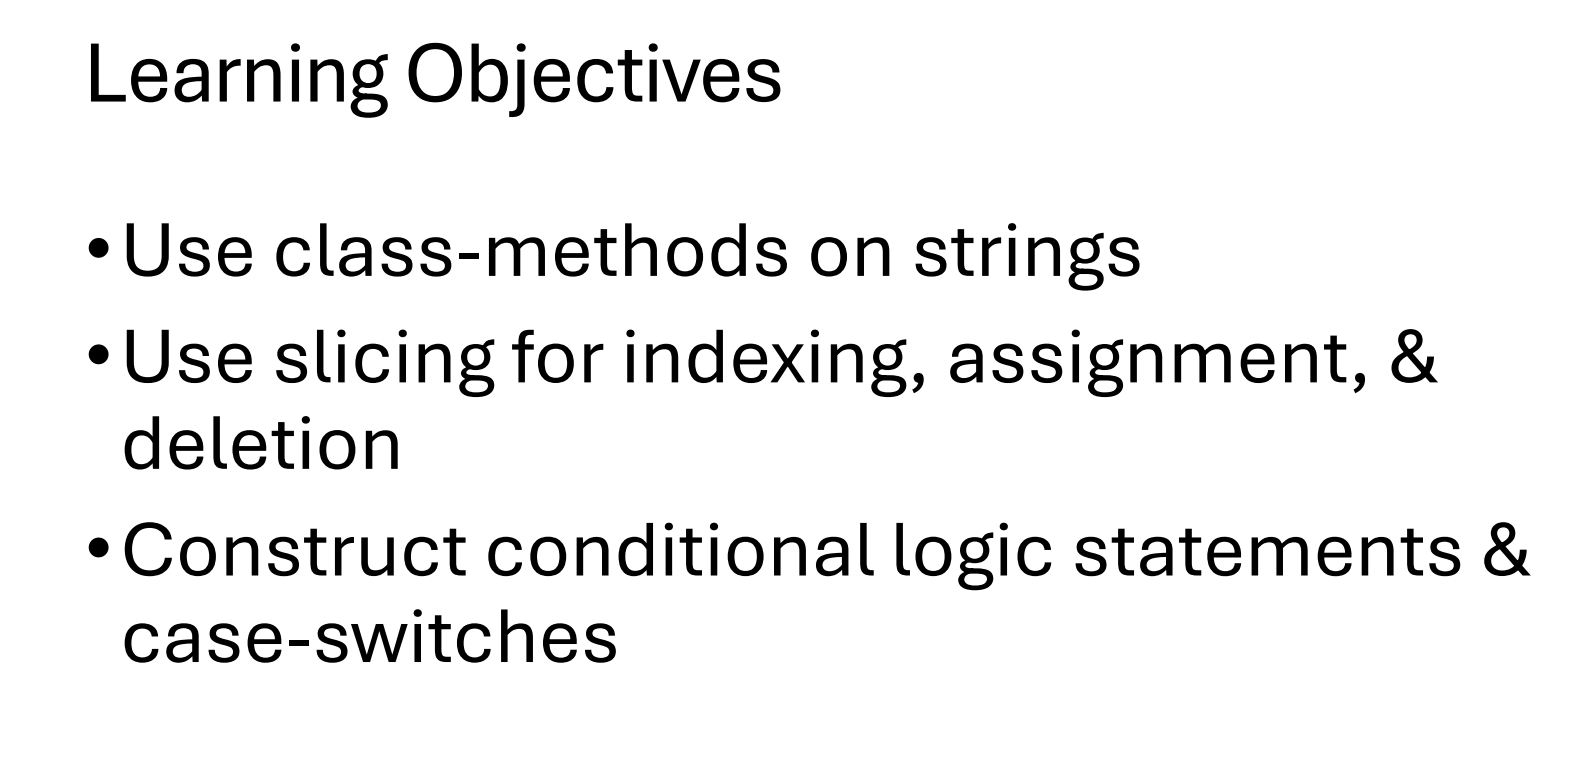 Learning Objectives
•Use class-methods on strings
•Use slicing for indexing, assignment, &
deletion
•Construct conditional logic statements &
case-switches